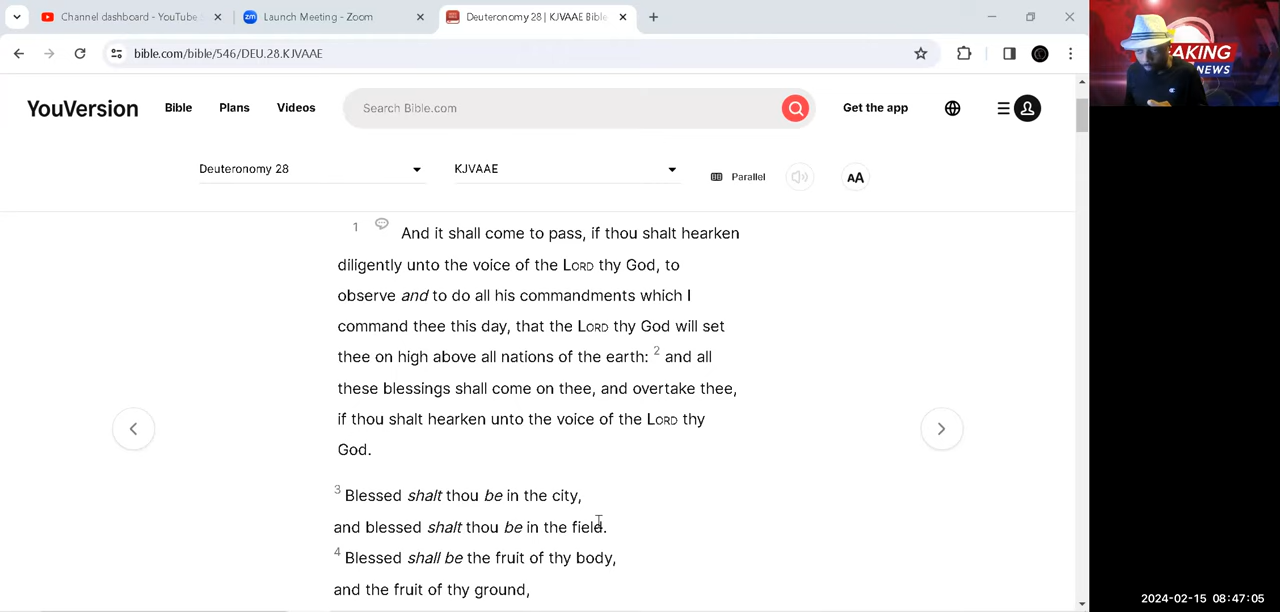 Channel dashboard - YouTube
Launch Meeting - Zoom
Deuteronomy 28 | KJVAAE Bible
bible.com/bible/546/DEU.28.KJVAAE
YouVersion
Bible
Plans
Videos
Search Bible.com
Get the app
Deuteronomy 28
KJVAAE
Parallel
AA
1 And it shall come to pass, if thou shalt hearken
diligently unto the voice of the LORD thy God, to
observe and to do all his commandments which I
command thee this day, that the LORD thy God will set
thee on high above all nations of the earth: 2 and all
these blessings shall come on thee, and overtake thee,
if thou shalt hearken unto the voice of the LORD thy
God.
3 Blessed shalt thou be in the city,
and blessed shalt thou be in the field.
4 Blessed shall be the fruit of thy body,
and the fruit of thy ground,
EAKING
NEWS
2024-02-15 08:47:05